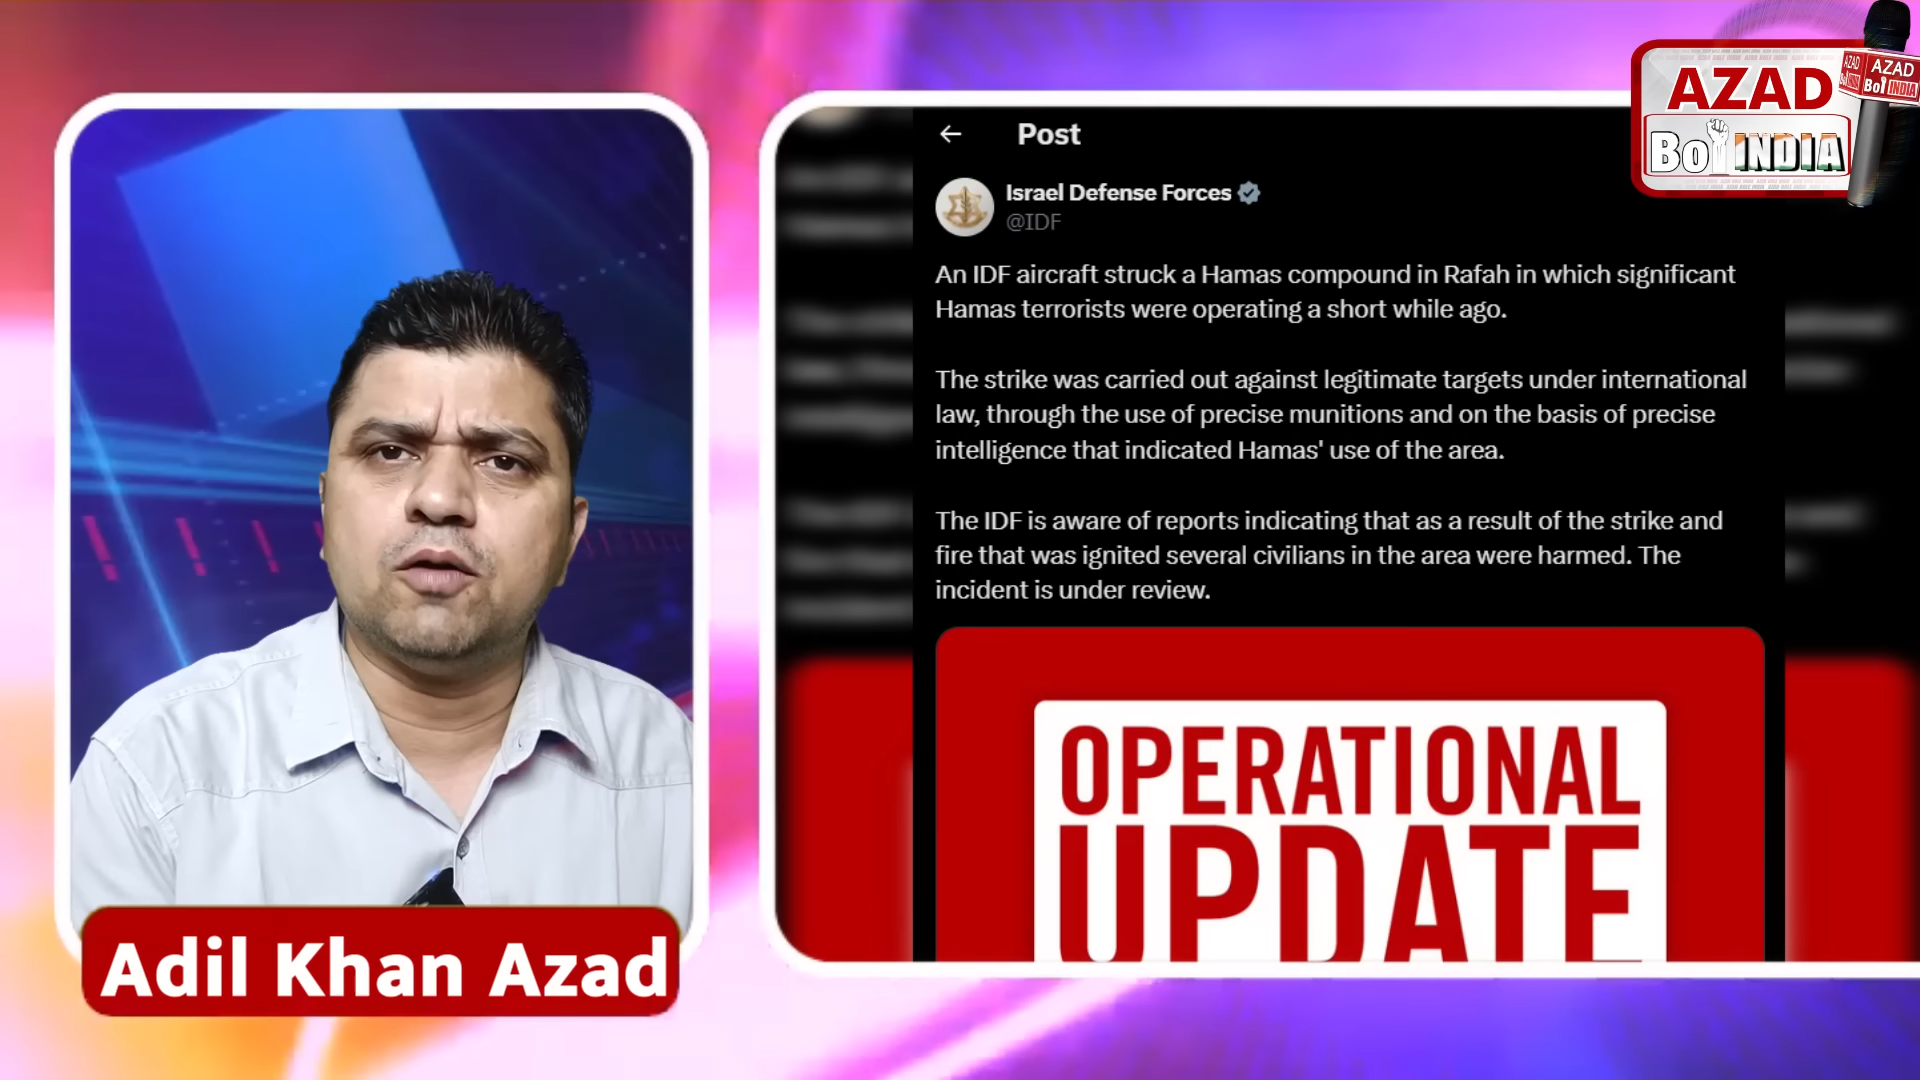 AZAD
Bol INDIA
AZAD
AZAD
Bol INDIA
Post
Israel Defense Forces
@IDF
An IDF aircraft struck a Hamas compound in Rafah in which significant
Hamas terrorists were operating a short while ago.
The strike was carried out against legitimate targets under international
law, through the use of precise munitions and on the basis of precise
intelligence that indicated Hamas' use of the area.
The IDF is aware of reports indicating that as a result of the strike and
fire that was ignited several civilians in the area were harmed. The
incident is under review.
OPERATIONAL
UPDATE
Adil Khan Azad